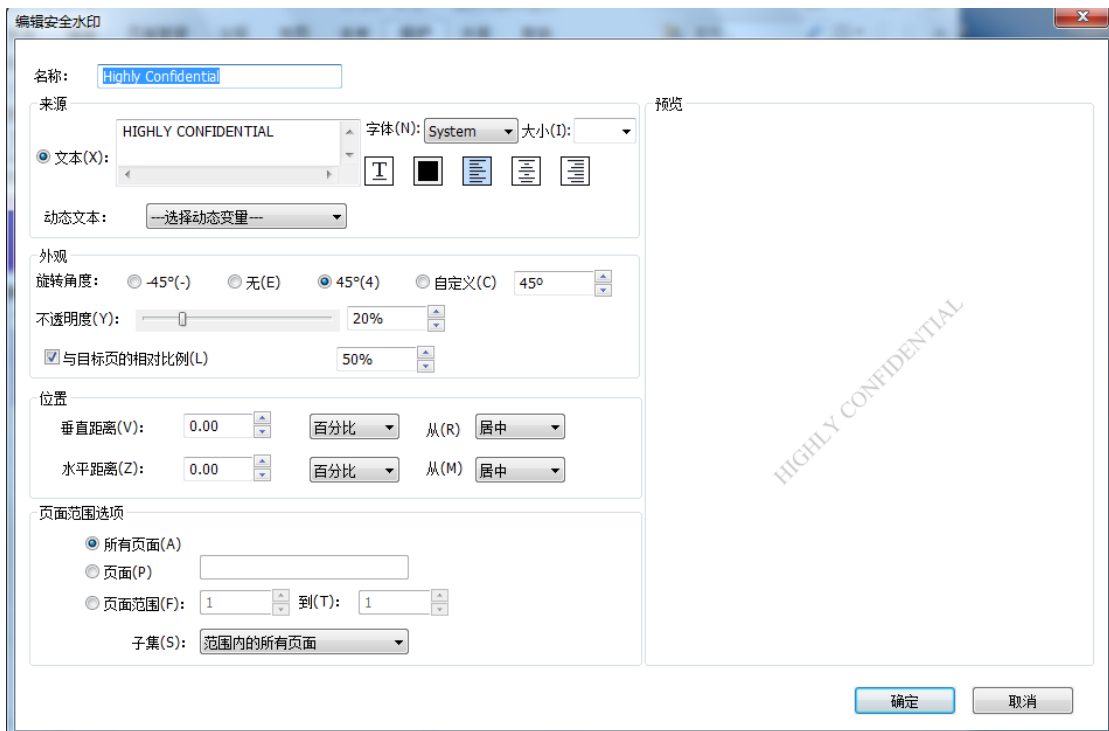 编辑安全水印
名称: Highly Confidential
来源
文本(X): HIGHLY CONFIDENTIAL
字体(N): System 大小(I):
T
动态文本: ---选择动态变量---
外观
旋转角度: -45°(-) 无(E) 45°(4) 自定义(C) 45º
不透明度(Y): 20%
与目标页的相对比例(L) 50%
位置
垂直距离(V): 0.00 百分比 从(R) 居中
水平距离(Z): 0.00 百分比 从(M) 居中
页面范围选项
所有页面(A)
页面(P)
页面范围(F): 1 到(T): 1
子集(S): 范围内的所有页面
预览
HIGHLY CONFIDENTIAL
确定 取消